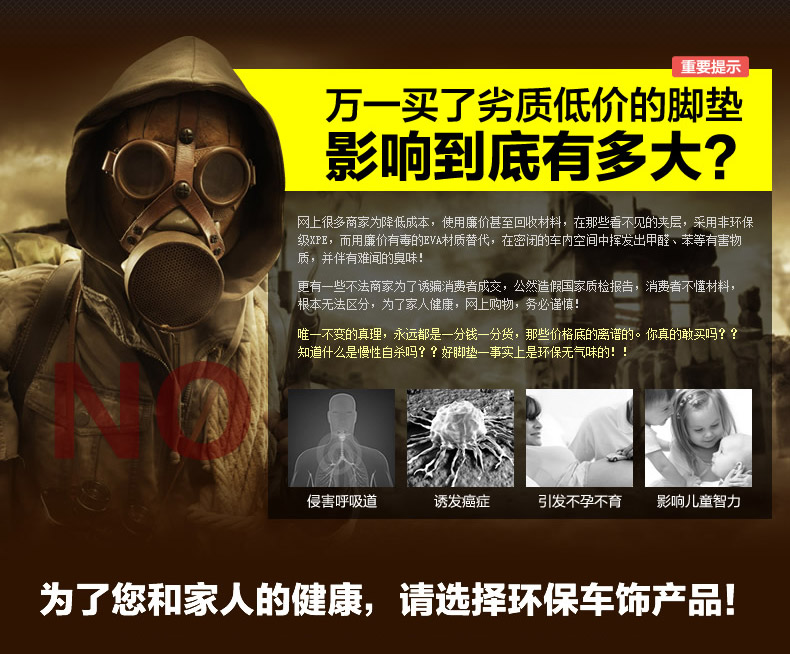 重要提示
万一买了劣质低价的脚垫
影响到底有多大?
网上很多商家为降低成本，使用廉价甚至回收材料，在那些看不见的夹层，采用非环保
级XPE，而用廉价有毒的EVA材质替代，在密闭的车内空间中挥发出甲醛、苯等有害物
质，并伴有难闻的臭味！
更有一些不法商家为了诱骗消费者成交，公然造假国家质检报告，消费者不懂材料，
根本无法区分，为了家人健康，网上购物，务必谨慎！
唯一不变的真理，永远都是一分钱一分货，那些价格底的离谱的。你真的敢买吗？？
知道什么是慢性自杀吗？？好脚垫一事实上是环保无气味的！！
NO
侵害呼吸道
诱发癌症
引发不孕不育
影响儿童智力
为了您和家人的健康，请选择环保车饰产品!